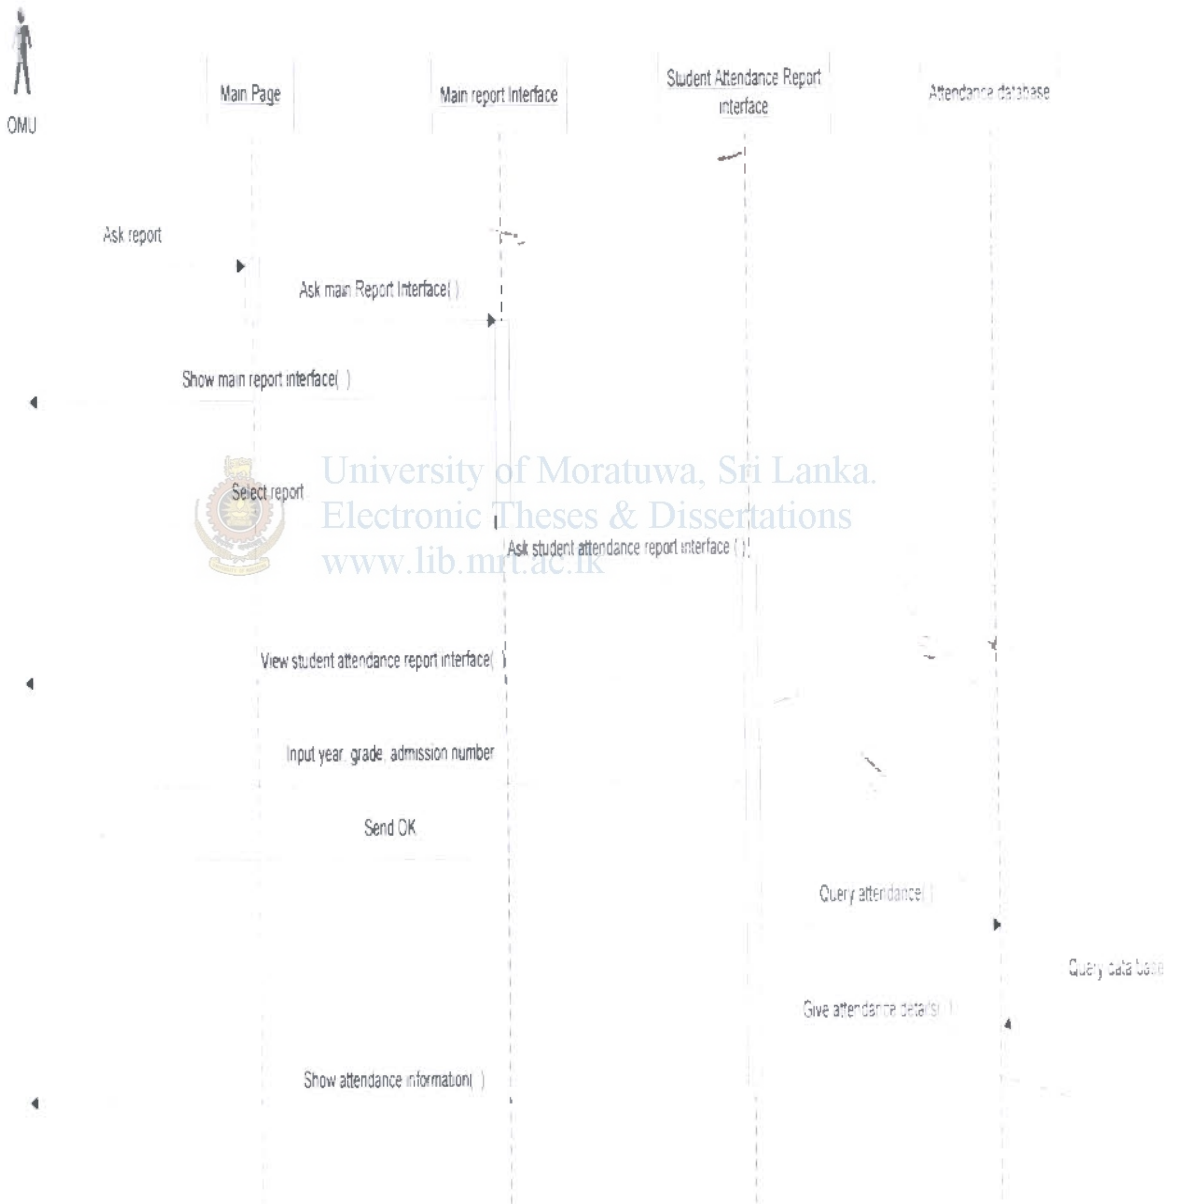 OMU
Main Page
Main report Interface
Student Attendance Report
interface
Attendance database
Ask report
Ask main Report Interface( )
Show main report interface( )
University of Moratuwa, Sri Lanka.
Select report
Electronic Theses & Dissertations
Ask student attendance report interface ( )
www.lib.mrt.ac.lk
View student attendance report interface( )
Input year, grade, admission number
Send OK
Query attendance( )
Query data base
Give attendance details( )
Show attendance information( )